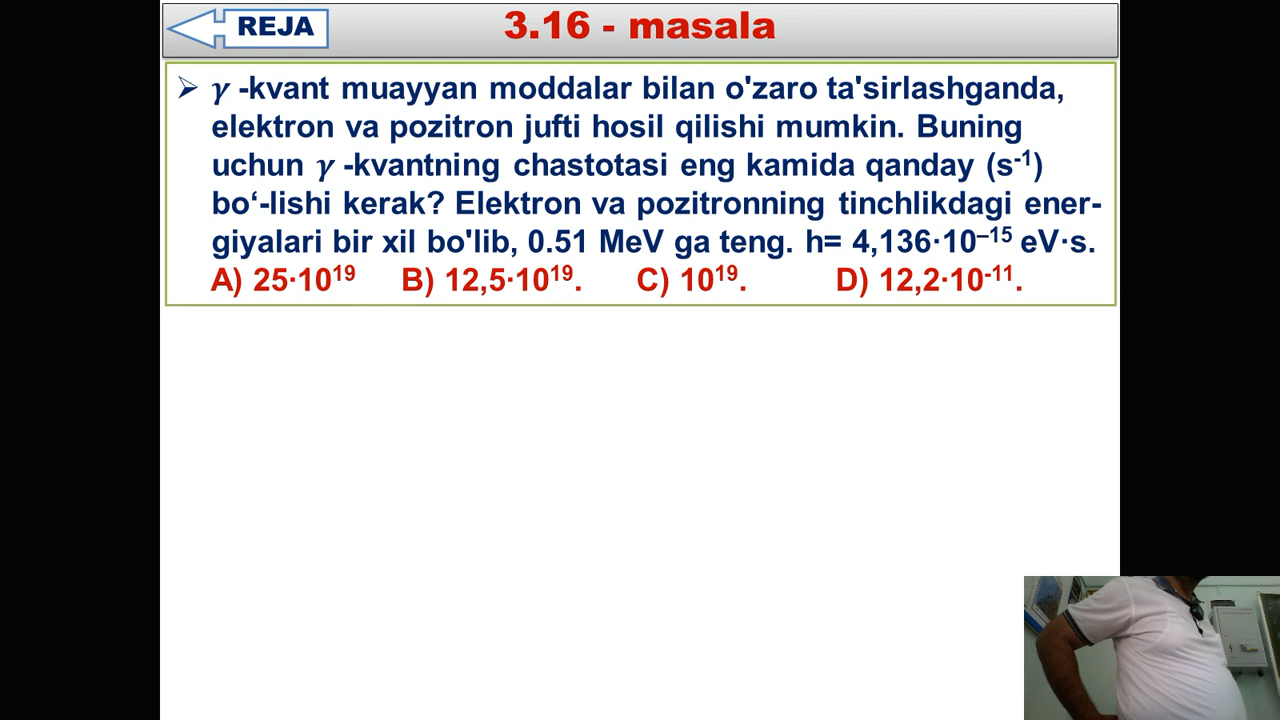 REJA
3.16 - masala
➢ γ -kvant muayyan moddalar bilan o'zaro ta'sirlashganda,
elektron va pozitron jufti hosil qilishi mumkin. Buning
uchun γ -kvantning chastotasi eng kamida qanday (s⁻¹)
bo‘-lishi kerak? Elektron va pozitronning tinchlikdagi ener-
giyalari bir xil bo'lib, 0.51 MeV ga teng. h= 4,136·10⁻¹⁵ eV·s.
A) 25·10¹⁹ B) 12,5·10¹⁹. C) 10¹⁹. D) 12,2·10⁻¹¹.